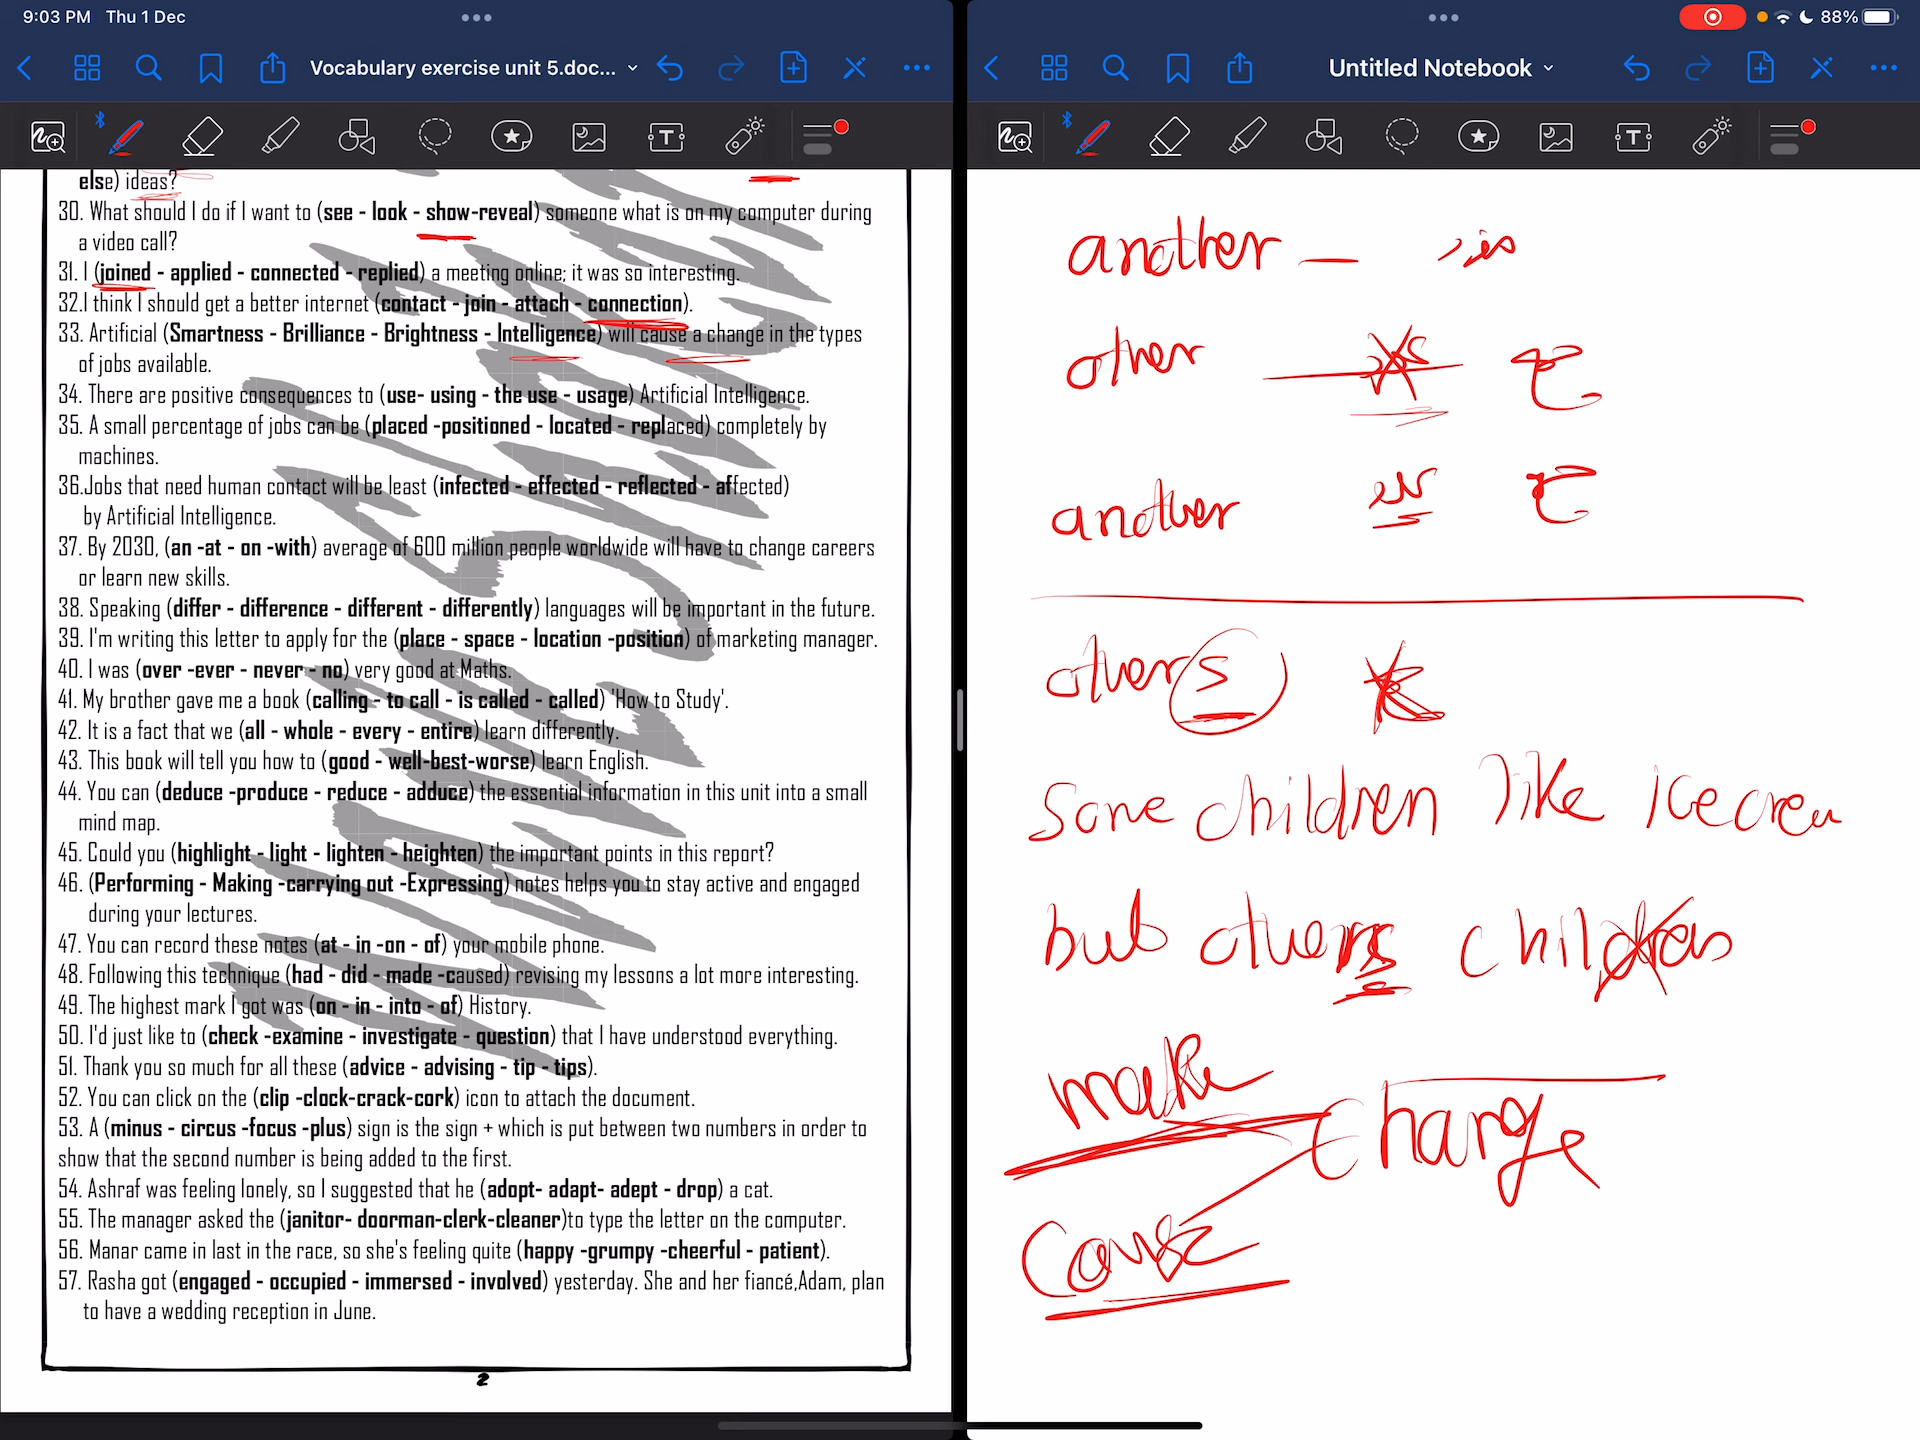 9:03 PM Thu 1 Dec
88%
Vocabulary exercise unit 5.doc...
Untitled Notebook
else) ideas?
30. What should I do if I want to (see - look - show-reveal) someone what is on my computer during
a video call?
31. I (joined - applied - connected - replied) a meeting online; it was so interesting.
32.I think I should get a better internet (contact - join - attach - connection).
33. Artificial (Smartness - Brilliance - Brightness - Intelligence) will cause a change in the types
of jobs available.
34. There are positive consequences to (use- using - the use - usage) Artificial Intelligence.
35. A small percentage of jobs can be (placed -positioned - located - replaced) completely by
machines.
36.Jobs that need human contact will be least (infected - effected - reflected - affected)
by Artificial Intelligence.
37. By 2030, (an -at - on -with) average of 600 million people worldwide will have to change careers
or learn new skills.
38. Speaking (differ - difference - different - differently) languages will be important in the future.
39. I'm writing this letter to apply for the (place - space - location -position) of marketing manager.
40. I was (over -ever - never - no) very good at Maths.
41. My brother gave me a book (calling - to call - is called - called) 'How to Study'.
42. It is a fact that we (all - whole - every - entire) learn differently.
43. This book will tell you how to (good - well-best-worse) learn English.
44. You can (deduce -produce - reduce - adduce) the essential information in this unit into a small
mind map.
45. Could you (highlight - light - lighten - heighten) the important points in this report?
46. (Performing - Making -carrying out -Expressing) notes helps you to stay active and engaged
during your lectures.
47. You can record these notes (at - in -on - of) your mobile phone.
48. Following this technique (had - did - made -caused) revising my lessons a lot more interesting.
49. The highest mark I got was (on - in - into - of) History.
50. I'd just like to (check -examine - investigate - question) that I have understood everything.
51. Thank you so much for all these (advice - advising - tip - tips).
52. You can click on the (clip -clock-crack-cork) icon to attach the document.
53. A (minus - circus -focus -plus) sign is the sign + which is put between two numbers in order to
show that the second number is being added to the first.
54. Ashraf was feeling lonely, so I suggested that he (adopt- adapt- adept - drop) a cat.
55. The manager asked the (janitor- doorman-clerk-cleaner)to type the letter on the computer.
56. Manar came in last in the race, so she's feeling quite (happy -grumpy -cheerful - patient).
57. Rasha got (engaged - occupied - immersed - involved) yesterday. She and her fiancé,Adam, plan
to have a wedding reception in June.
2
another
other
another
others
Some children like icecrea
but others children
make
change
cause